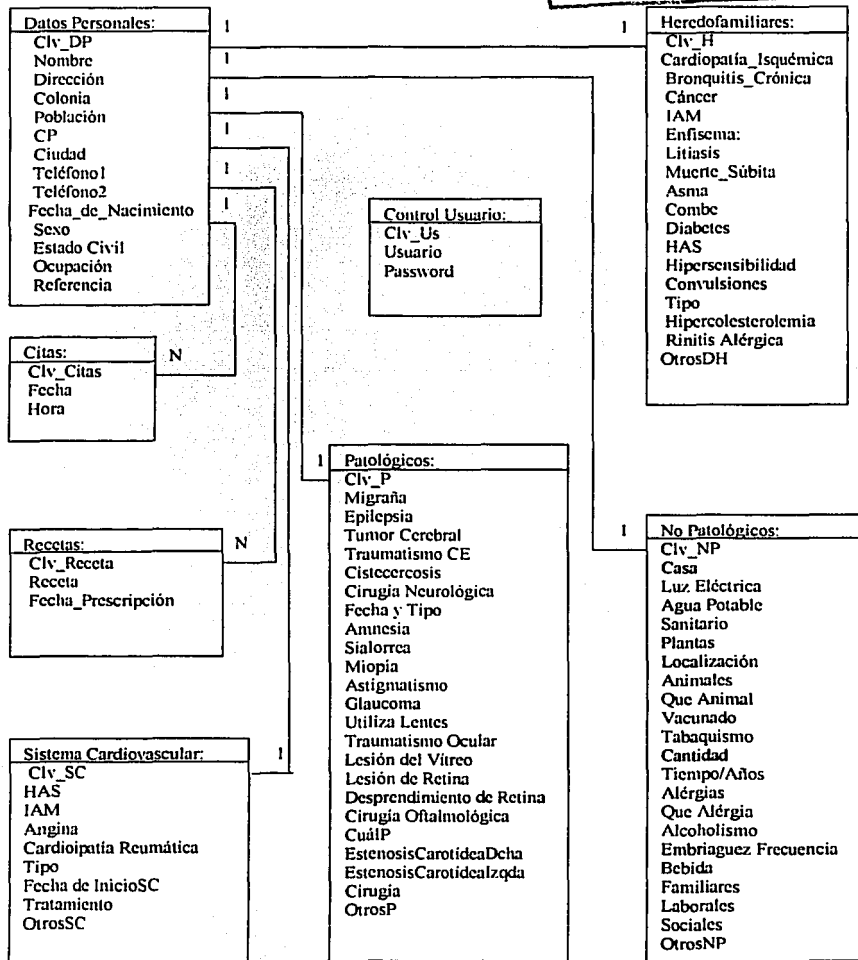 Datos Personales:
Clv_DP
Nombre
Dirección
Colonia
Población
CP
Ciudad
Teléfono1
Teléfono2
Fecha_de_Nacimiento
Sexo
Estado Civil
Ocupación
Referencia
1
1
1
1
1
1
1
Heredofamiliares:
Clv_H
Cardiopatía_Isquémica
Bronquitis_Crónica
Cáncer
IAM
Enfisema:
Litiasis
Muerte_Súbita
Asma
Combe
Diabetes
HAS
Hipersensibilidad
Convulsiones
Tipo
Hipercolesterolemia
Rinitis Alérgica
OtrosDH
Control Usuario:
Clv_Us
Usuario
Password
Citas:
Clv_Citas
Fecha
Hora
N
Recetas:
Clv_Receta
Receta
Fecha_Prescripción
N
1
Patológicos:
Clv_P
Migraña
Epilepsia
Tumor Cerebral
Traumatismo CE
Cistecercosis
Cirugía Neurológica
Fecha y Tipo
Amnesia
Sialorrea
Miopía
Astigmatismo
Glaucoma
Utiliza Lentes
Traumatismo Ocular
Lesión del Vítreo
Lesión de Retina
Desprendimiento de Retina
Cirugía Oftalmológica
CuálP
EstenosisCarotídeaDcha
EstenosisCarotídeaIzqda
Cirugía
OtrosP
1
No Patológicos:
Clv_NP
Casa
Luz Eléctrica
Agua Potable
Sanitario
Plantas
Localización
Animales
Que Animal
Vacunado
Tabaquismo
Cantidad
Tiempo/Años
Alérgias
Que Alérgia
Alcoholismo
Embriaguez Frecuencia
Bebida
Familiares
Laborales
Sociales
OtrosNP
Sistema Cardiovascular:
Clv_SC
HAS
IAM
Angina
Cardioipatía Reumática
Tipo
Fecha de InicioSC
Tratamiento
OtrosSC
1